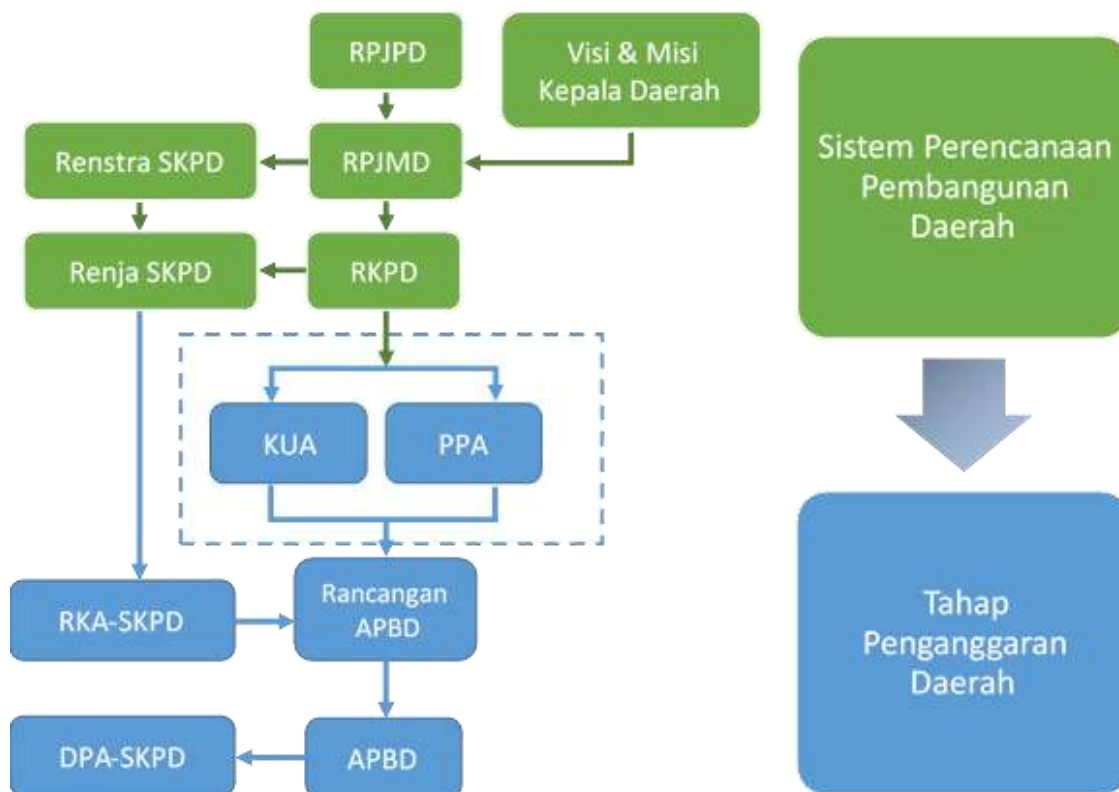 RPJPD
Visi & Misi
Kepala Daerah
Renstra SKPD
RPJMD
Renja SKPD
RKPD
KUA
PPA
RKA-SKPD
Rancangan
APBD
DPA-SKPD
APBD
Sistem Perencanaan
Pembangunan
Daerah
Tahap
Penganggaran
Daerah